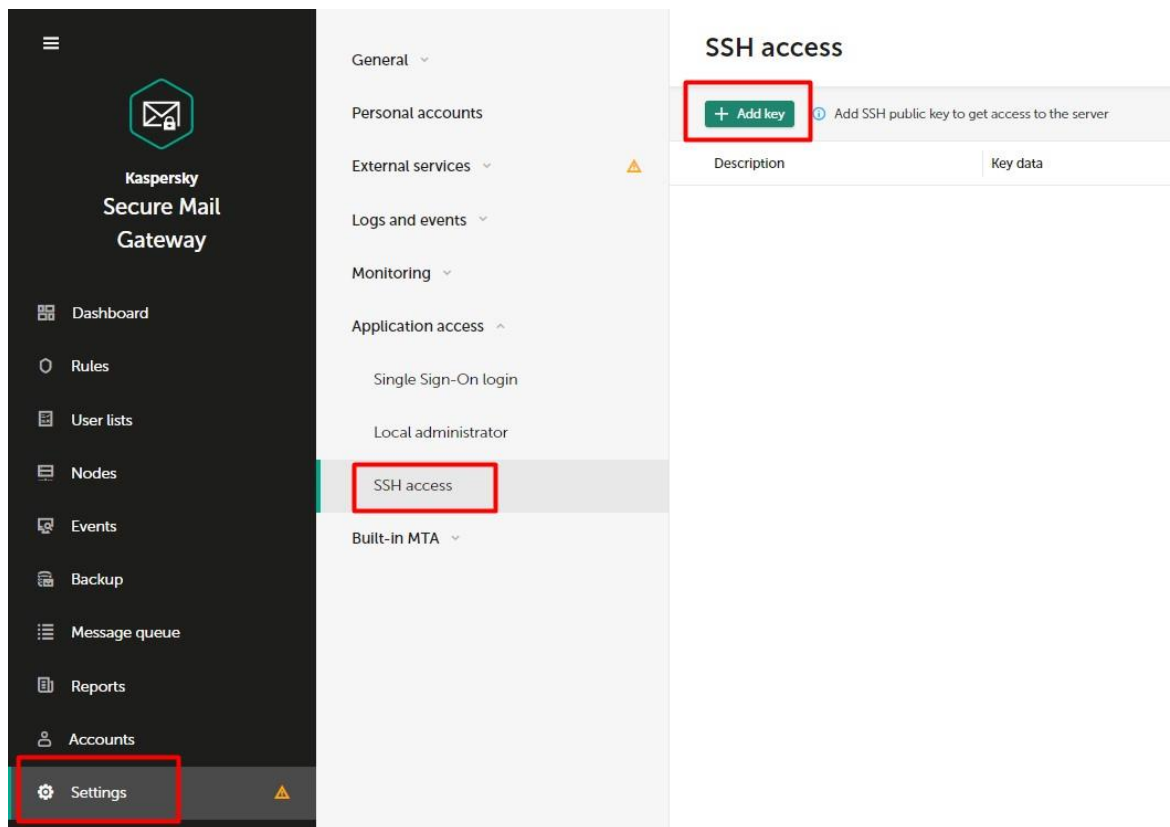 Kaspersky
Secure Mail
Gateway
Dashboard
Rules
User lists
Nodes
Events
Backup
Message queue
Reports
Accounts
Settings
General
Personal accounts
External services
Logs and events
Monitoring
Application access
Single Sign-On login
Local administrator
SSH access
Built-in MTA
SSH access
+ Add key
Add SSH public key to get access to the server
Description
Key data